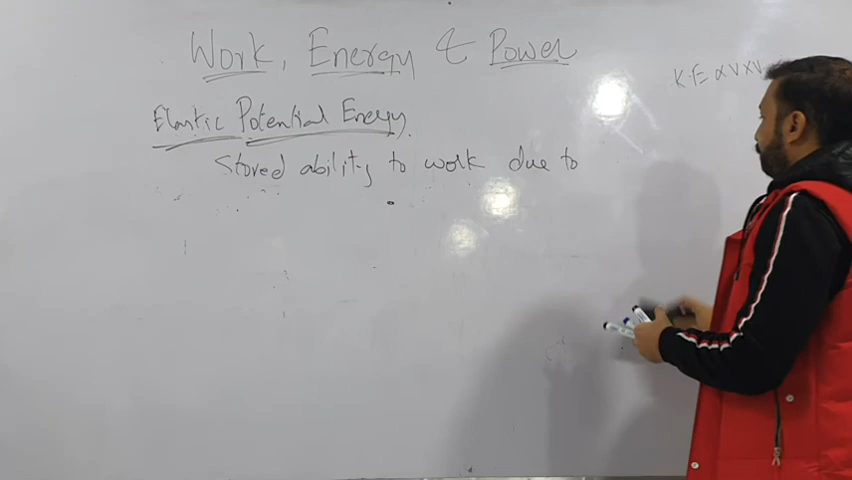 Work, Energy & Power
K.E ∝ V x V
Elastic Potential Energy.
Stored ability to work due to